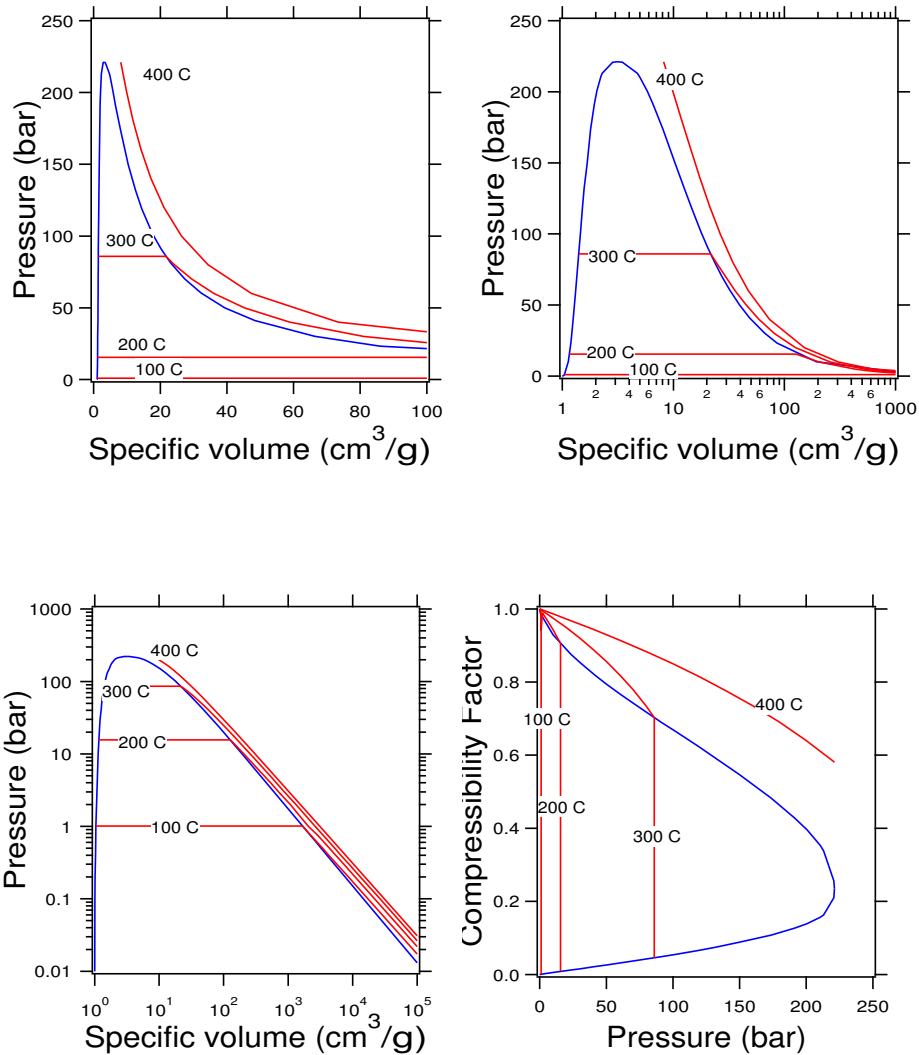 250
200
150
100
50
0
Pressure (bar)
400 C
300 C
200 C
100 C
0 20 40 60 80 100
Specific volume (cm³/g)
250
200
150
100
50
0
Pressure (bar)
400 C
300 C
200 C
100 C
1 2 4 6 10 2 4 6 100 2 4 6 1000
Specific volume (cm³/g)
1000
100
10
1
0.1
0.01
Pressure (bar)
400 C
300 C
200 C
100 C
10⁰ 10¹ 10² 10³ 10⁴ 10⁵
Specific volume (cm³/g)
1.0
0.8
0.6
0.4
0.2
0.0
Compressibility Factor
400 C
100 C
200 C
300 C
0 50 100 150 200 250
Pressure (bar)